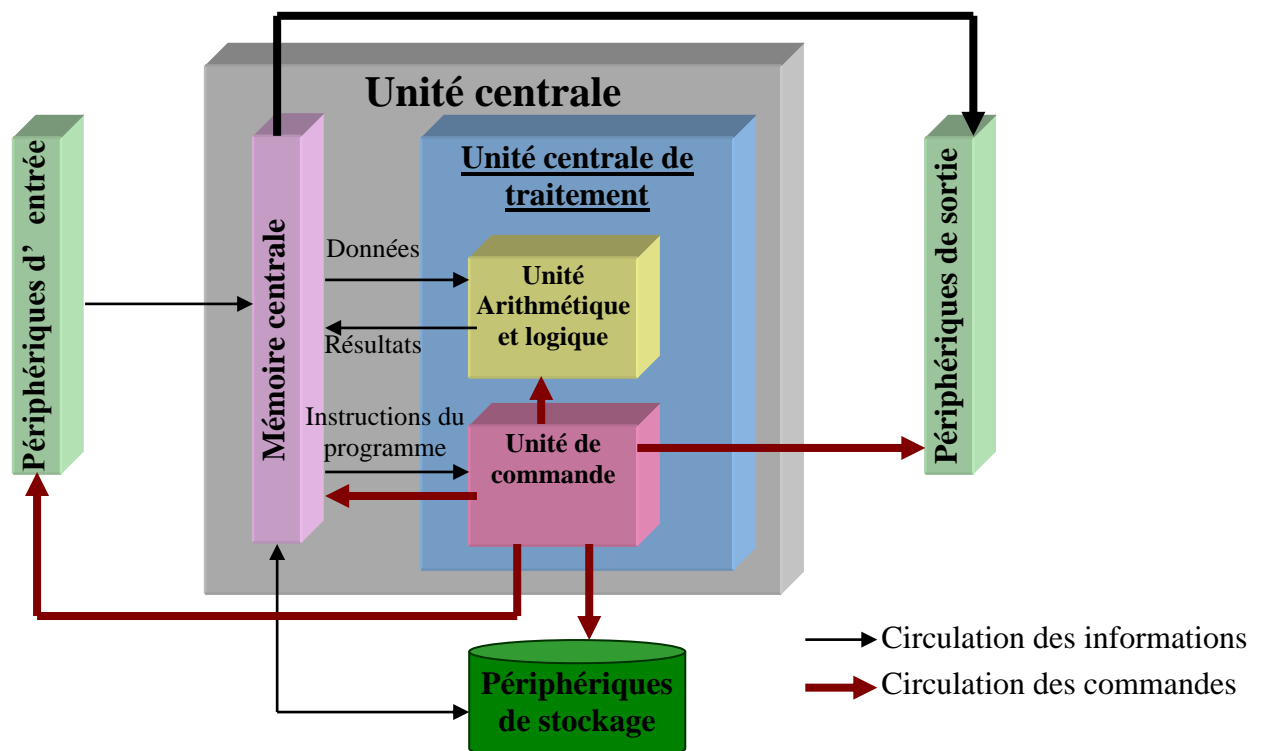 Unité centrale
Périphériques d’ entrée
Mémoire centrale
Unité centrale de
traitement
Données
Résultats
Unité
Arithmétique
et logique
Instructions du
programme
Unité de
commande
Périphériques de sortie
Périphériques
de stockage
Circulation des informations
Circulation des commandes